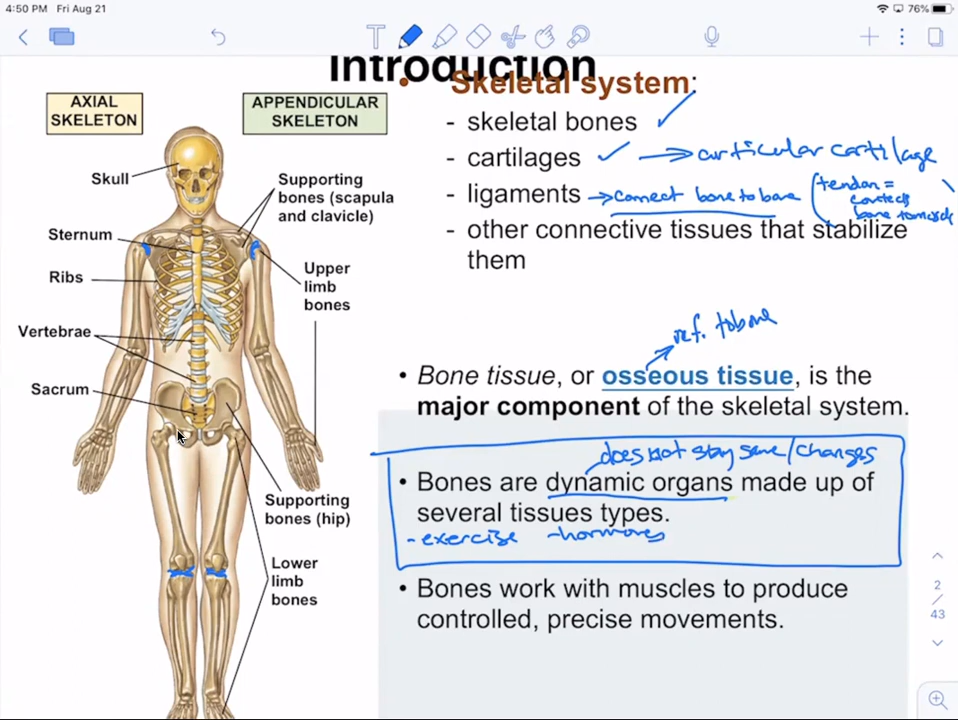 4:50 PM Fri Aug 21
76%
Introduction
AXIAL
SKELETON
APPENDICULAR
SKELETON
Skull
Supporting
bones (scapula
and clavicle)
Sternum
Ribs
Upper
limb
bones
Vertebrae
Sacrum
Supporting
bones (hip)
Lower
limb
bones
• Skeletal system:
- skeletal bones
- cartilages → articular cartilage
- ligaments → connect bone to bone (tendon =
connects
bone to muscle
- other connective tissues that stabilize
them
ref. to bone
• Bone tissue, or osseous tissue, is the
major component of the skeletal system.
does not stay same/changes
• Bones are dynamic organs made up of
several tissues types.
- exercise - hormones
• Bones work with muscles to produce
controlled, precise movements.
2
/
43